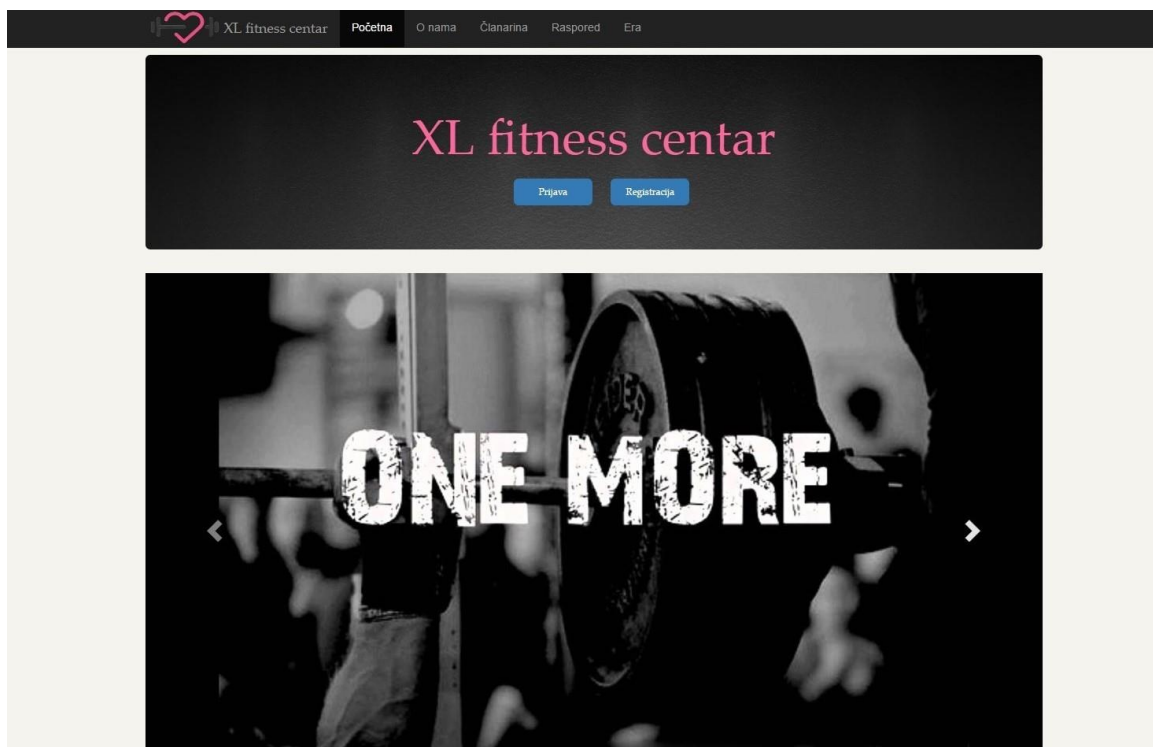 XL fitness centar Početna O nama Članarina Raspored Era
XL fitness centar
Prijava Registracija
ONE MORE